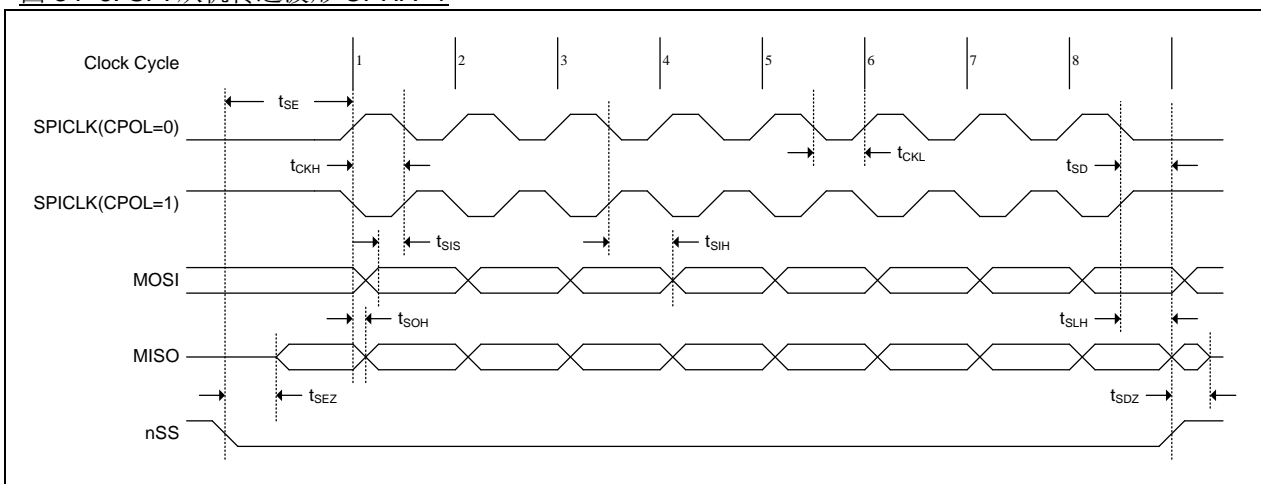 Clock Cycle
1 2 3 4 5 6 7 8
tSE
SPICLK(CPOL=0)
tCKH
tCKL
tSD
SPICLK(CPOL=1)
tSIS
tSIH
MOSI
tSOH
tSLH
MISO
tSEZ
tSDZ
nSS